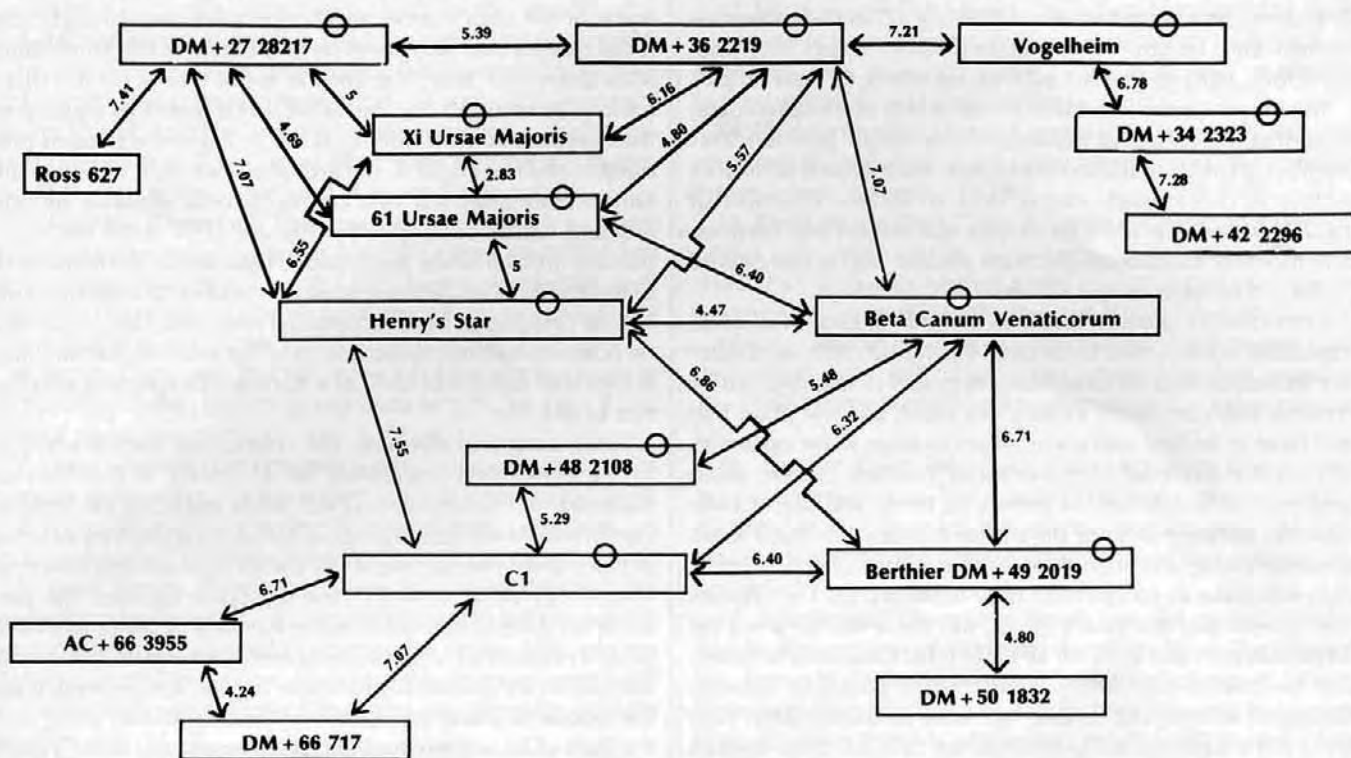 DM + 27 28217
5.39
DM + 36 2219
7.21
Vogelheim
7.41
4.69
5
6.16
4.80
6.78
Xi Ursae Majoris
DM + 34 2323
Ross 627
7.07
2.83
5.57
7.07
7.28
61 Ursae Majoris
DM + 42 2296
6.55
5
6.40
Henry's Star
4.47
Beta Canum Venaticorum
6.86
5.48
6.32
7.55
6.71
DM + 48 2108
5.29
C1
6.40
Berthier DM + 49 2019
6.71
AC + 66 3955
7.07
4.80
4.24
DM + 50 1832
DM + 66 717